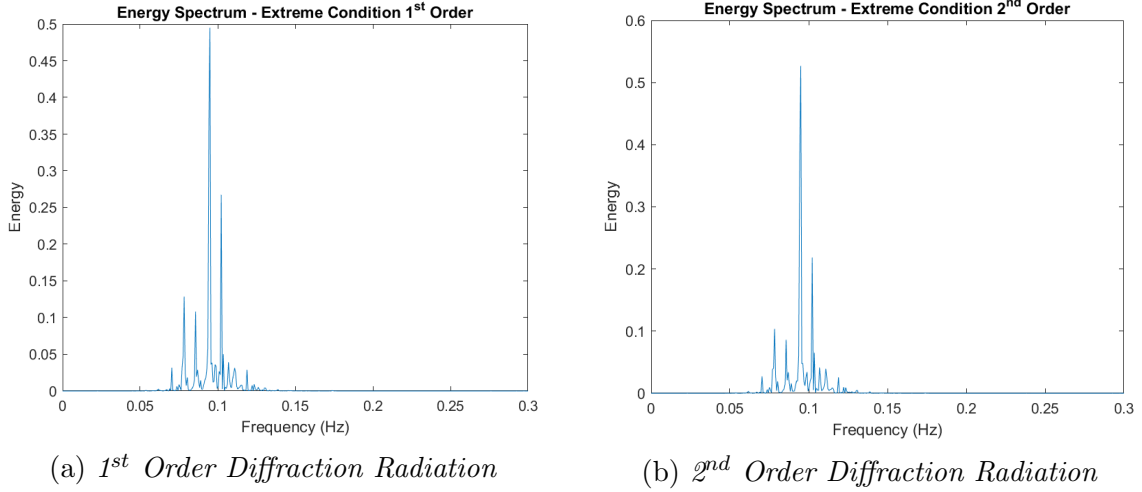 Energy Spectrum - Extreme Condition 1st Order
Energy
0.5
0.45
0.4
0.35
0.3
0.25
0.2
0.15
0.1
0.05
0
0 0.05 0.1 0.15 0.2 0.25 0.3
Frequency (Hz)
(a) 1st Order Diffraction Radiation
Energy Spectrum - Extreme Condition 2nd Order
Energy
0.6
0.5
0.4
0.3
0.2
0.1
0
0 0.05 0.1 0.15 0.2 0.25 0.3
Frequency (Hz)
(b) 2nd Order Diffraction Radiation